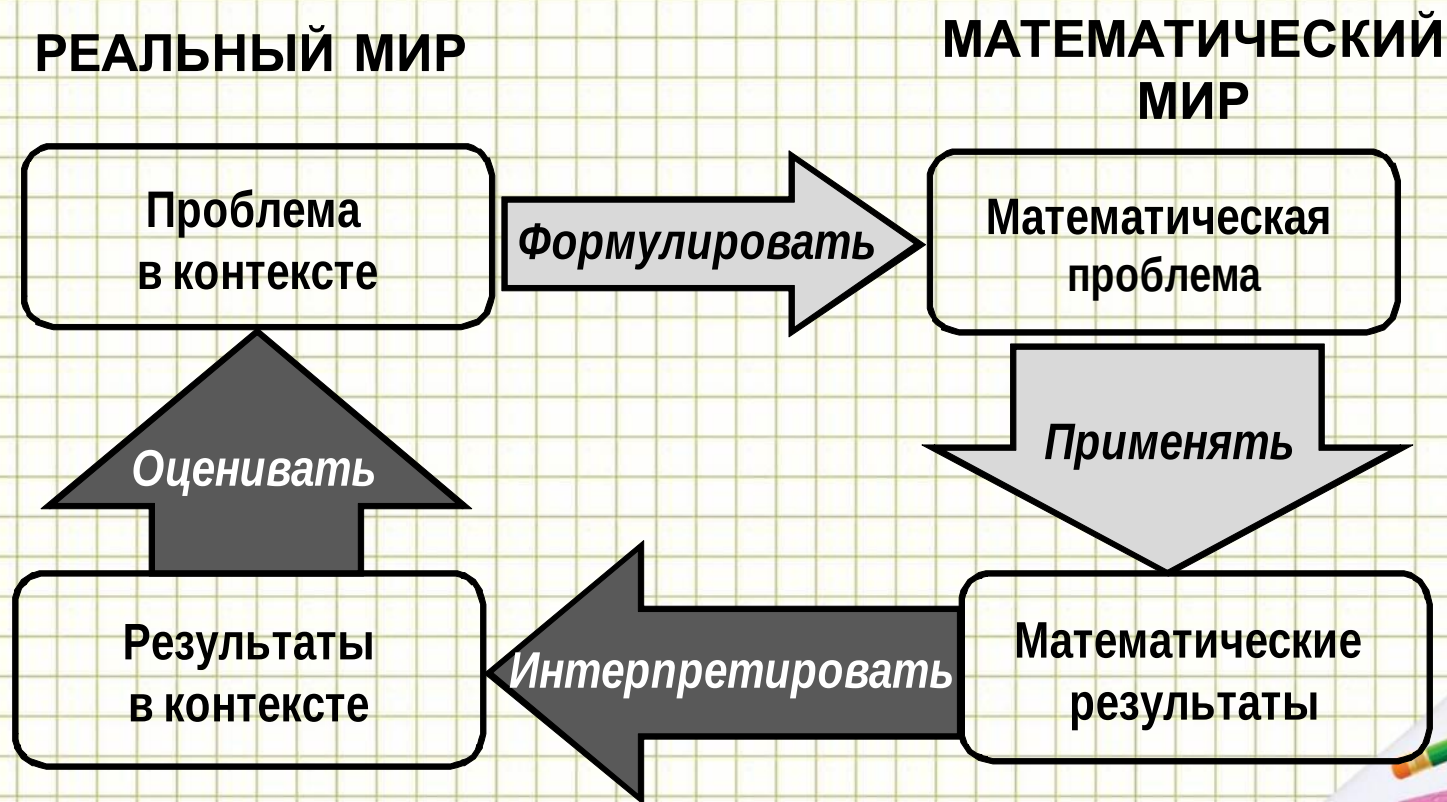 РЕАЛЬНЫЙ МИР
МАТЕМАТИЧЕСКИЙ
МИР
Проблема
в контексте
Формулировать
Математическая
проблема
Применять
Математические
результаты
Интерпретировать
Результаты
в контексте
Оценивать